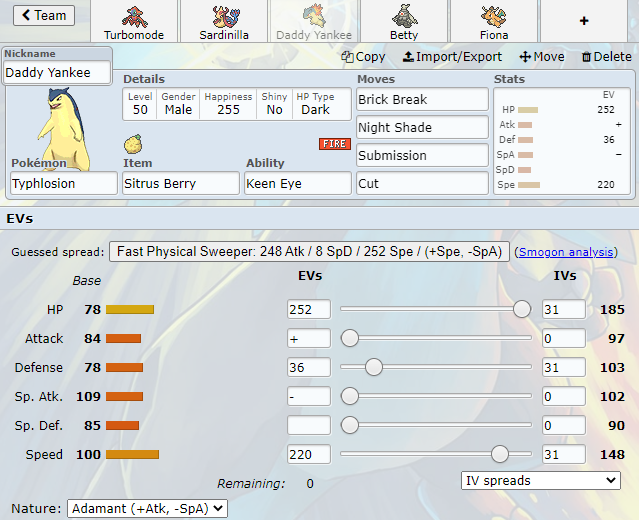 Team
Turbomode
Sardinilla
Daddy Yankee
Betty
Fiona
+
Nickname
Daddy Yankee
Copy Import/Export Move Delete
Details
Level Gender Happiness Shiny HP Type
50 Male 255 No Dark
FIRE
Pokémon Item Ability
Typhlosion Sitrus Berry Keen Eye
Moves
Brick Break
Night Shade
Submission
Cut
Stats
EV
HP 252
Atk +
Def 36
SpA −
SpD
Spe 220
EVs
Guessed spread: Fast Physical Sweeper: 248 Atk / 8 SpD / 252 Spe / (+Spe, -SpA) (Smogon analysis)
Base EVs IVs
HP 78 252 31 185
Attack 84 + 0 97
Defense 78 36 31 103
Sp. Atk. 109 - 0 102
Sp. Def. 85 0 90
Speed 100 220 31 148
Remaining: 0 IV spreads
Nature: Adamant (+Atk, -SpA)